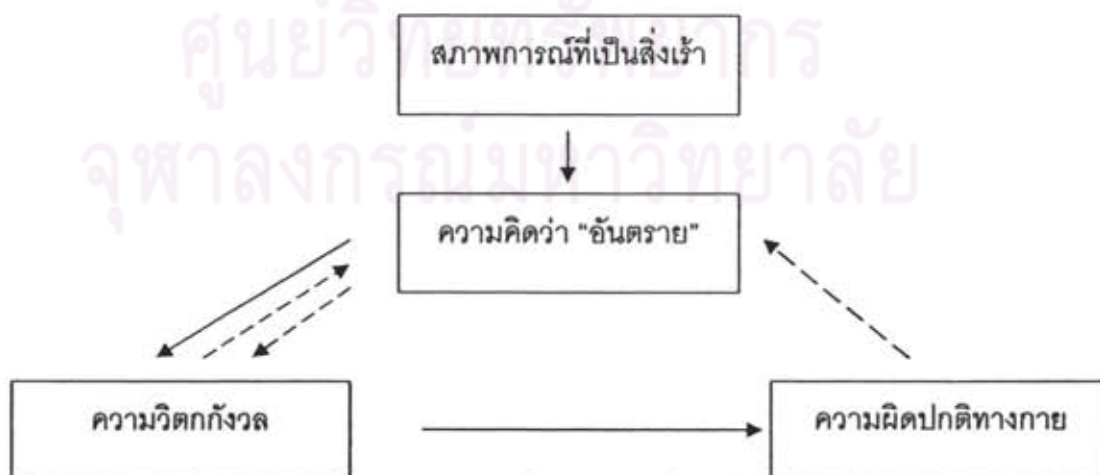 ศูนย์วิทยทรัพยากร
จุฬาลงกรณ์มหาวิทยาลัย
สภาพการณ์ที่เป็นสิ่งเร้า
ความคิดว่า "อันตราย"
ความวิตกกังวล
ความผิดปกติทางกาย